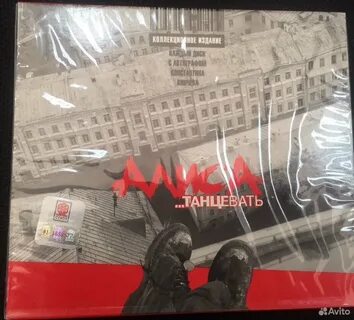 КОЛЛЕКЦИОННОЕ ИЗДАНИЕ
КАЖДЫЙ ДИСК
С АВТОГРАФОМ
КОНСТАНТИНА
КИНЧЕВА
АлисА
...ТАНЦЕВАТЬ
Avito